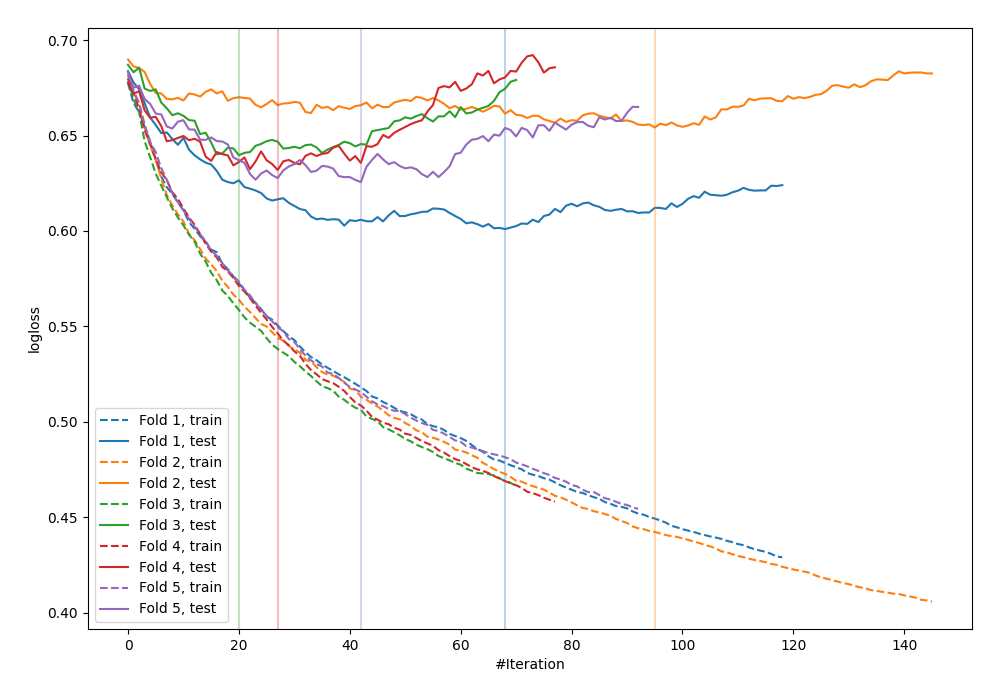 0.70
0.65
0.60
0.55
0.50
0.45
0.40
logloss
Fold 1, train
Fold 1, test
Fold 2, train
Fold 2, test
Fold 3, train
Fold 3, test
Fold 4, train
Fold 4, test
Fold 5, train
Fold 5, test
0 20 40 60 80 100 120 140
#Iteration